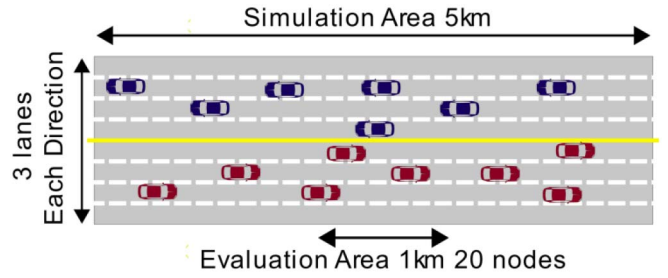 Simulation Area 5km
3 lanes
Each Direction
Evaluation Area 1km 20 nodes